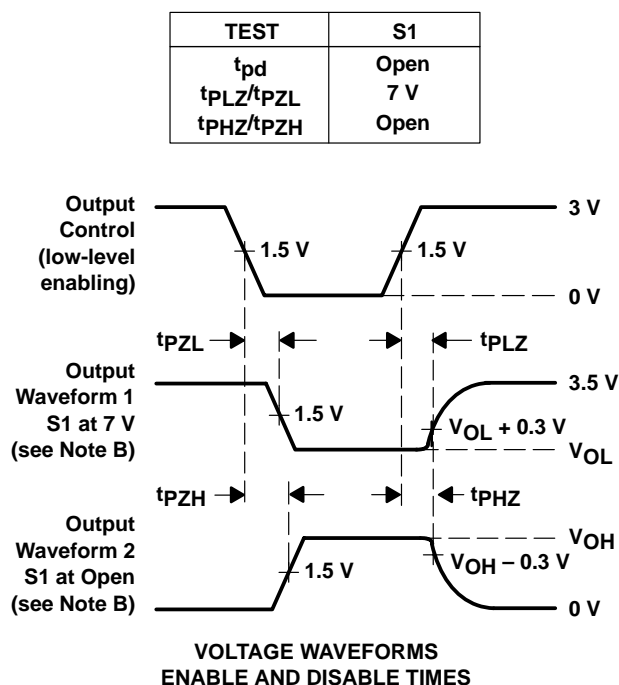 TEST S1
tpd Open
tPLZ/tPZL 7 V
tPHZ/tPZH Open
Output
Control
(low-level
enabling)
1.5 V
1.5 V
3 V
0 V
tPZL
tPLZ
Output
Waveform 1
S1 at 7 V
(see Note B)
1.5 V
3.5 V
VOL + 0.3 V
VOL
tPZH
tPHZ
Output
Waveform 2
S1 at Open
(see Note B)
1.5 V
VOH
VOH – 0.3 V
0 V
VOLTAGE WAVEFORMS
ENABLE AND DISABLE TIMES